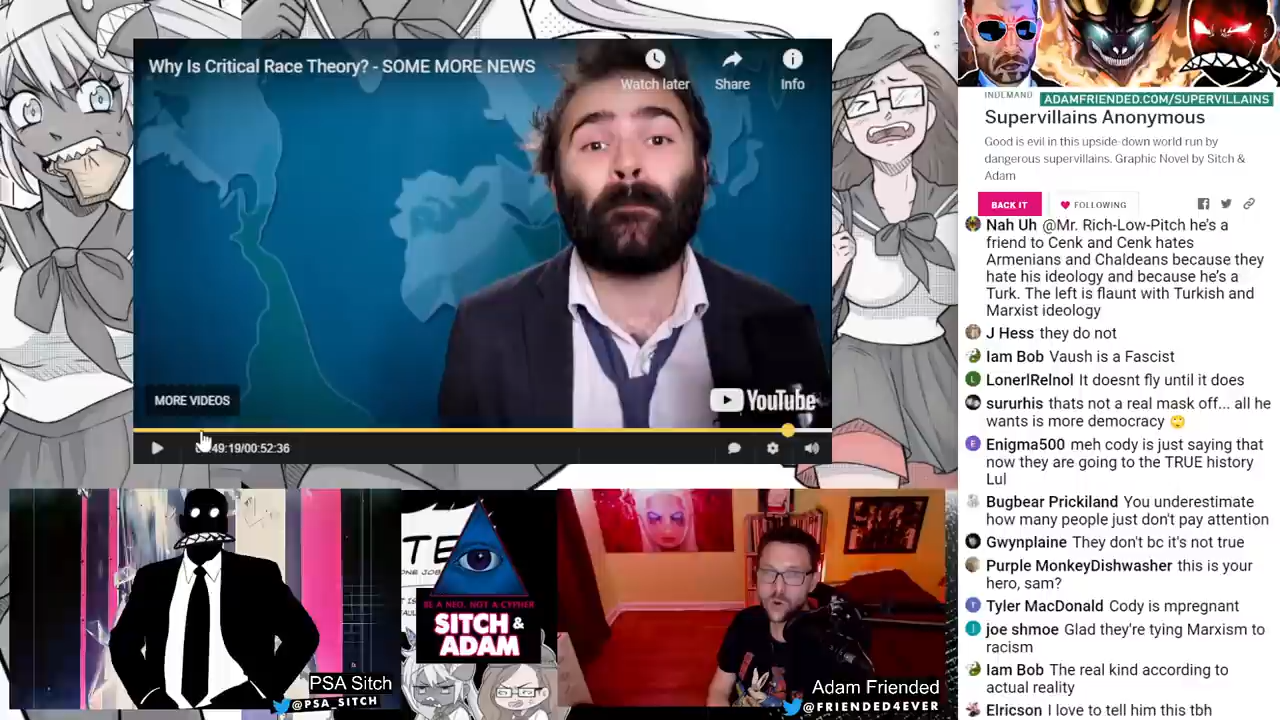 Why Is Critical Race Theory? - SOME MORE NEWS
Watch later
Share
Info
MORE VIDEOS
YouTube
:49:19/00:52:36
INDEMAND
ADAMFRIENDED.COM/SUPERVILLAINS
Supervillains Anonymous
Good is evil in this upside-down world run by
dangerous supervillains. Graphic Novel by Sitch &
Adam
BACK IT
FOLLOWING
Nah Uh @Mr. Rich-Low-Pitch he's a
friend to Cenk and Cenk hates
Armenians and Chaldeans because they
hate his ideology and because he's a
Turk. The left is flaunt with Turkish and
Marxist ideology
J Hess they do not
Iam Bob Vaush is a Fascist
LonerlRelnol It doesnt fly until it does
sururhis thats not a real mask off... all he
wants is more democracy 🙄
Enigma500 meh cody is just saying that
now they are going to the TRUE history
Lul
Bugbear Prickiland You underestimate
how many people just don't pay attention
Gwynplaine They don't bc it's not true
Purple MonkeyDishwasher this is your
hero, sam?
Tyler MacDonald Cody is mpregnant
joe shmoe Glad they're tying Marxism to
racism
Iam Bob The real kind according to
actual reality
Elricson I love to tell him this tbh
BE A NEO, NOT A CYPHER
SITCH &
ADAM
PSA Sitch
@PSA_SITCH
Adam Friended
@FRIENDED4EVER